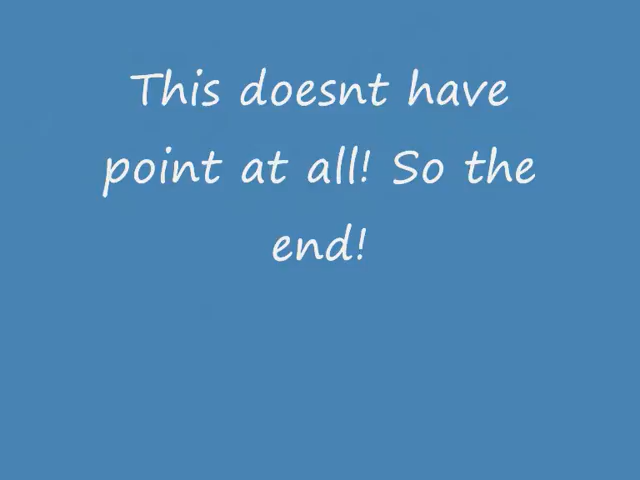 This doesnt have
point at all! So the
end!